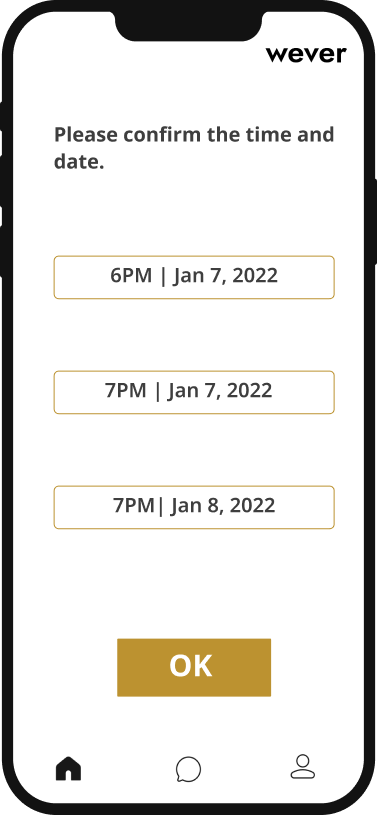 wever
Please confirm the time and
date.
6PM | Jan 7, 2022
7PM | Jan 7, 2022
7PM| Jan 8, 2022
OK